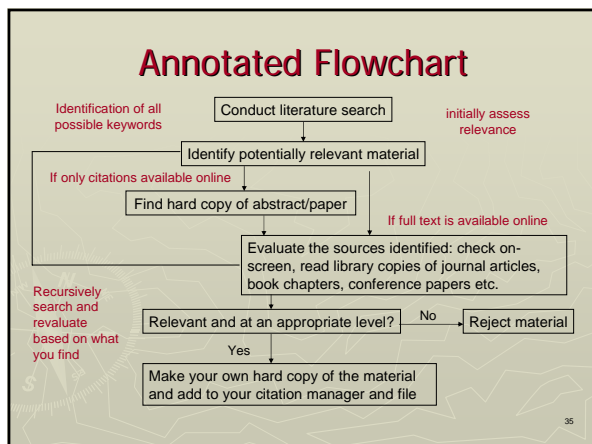 Annotated Flowchart
Identification of all
possible keywords
Conduct literature search
initially assess
relevance
Identify potentially relevant material
If only citations available online
Find hard copy of abstract/paper
If full text is available online
Evaluate the sources identified: check on-
screen, read library copies of journal articles,
book chapters, conference papers etc.
Recursively
search and
revaluate
based on what
you find
Relevant and at an appropriate level?
No
Reject material
Yes
Make your own hard copy of the material
and add to your citation manager and file
N
S
35